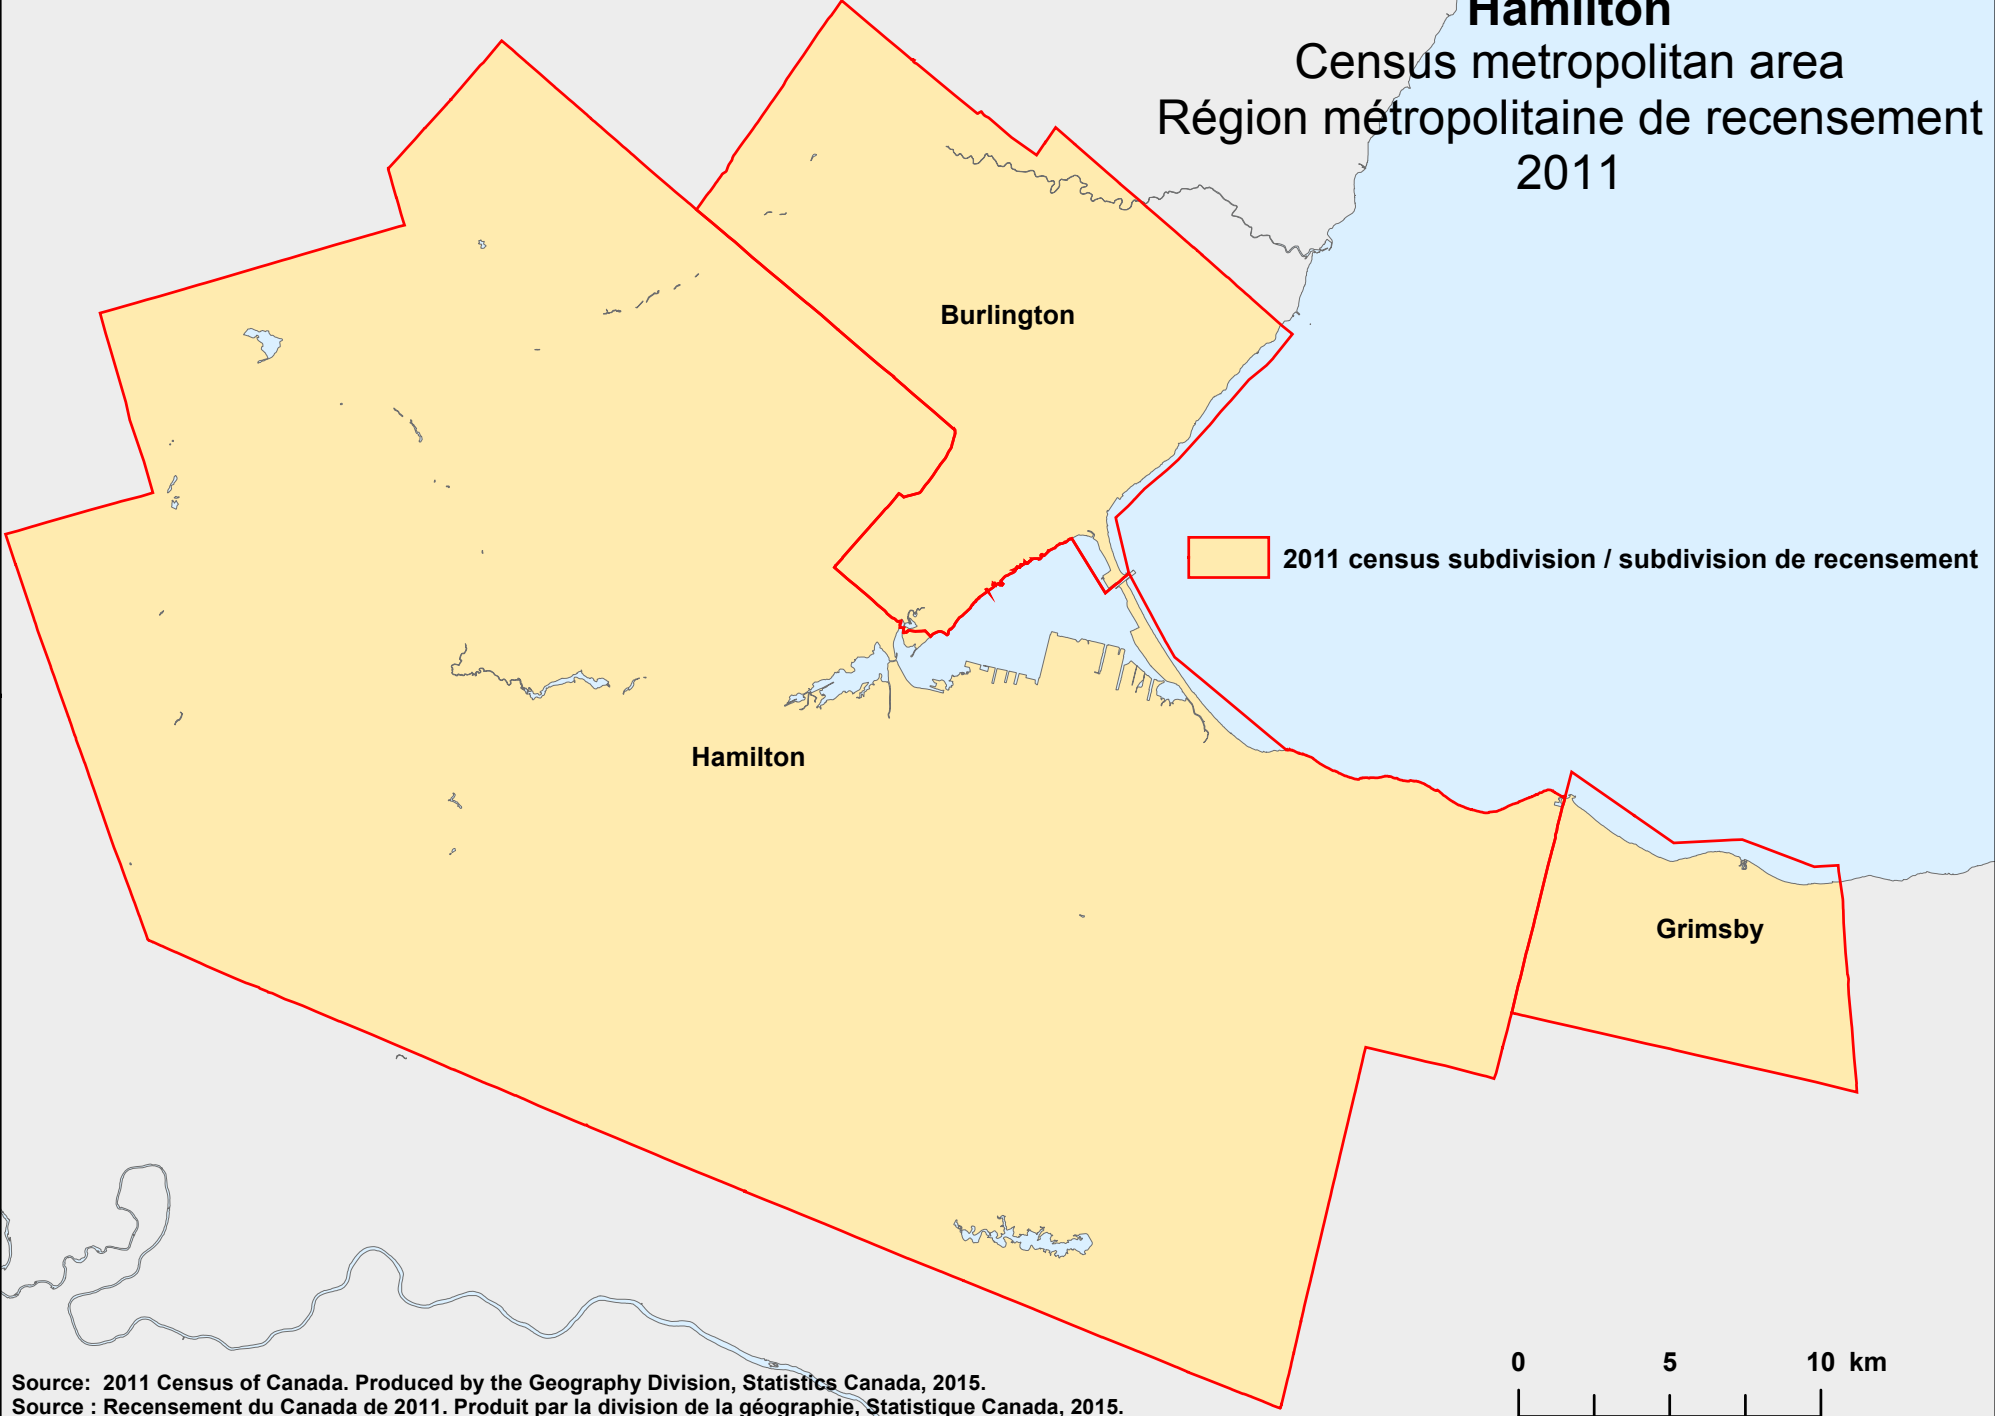 Hamilton
Census metropolitan area
Région métropolitaine de recensement
2011
Burlington
2011 census subdivision / subdivision de recensement
Hamilton
Grimsby
0 5 10 km
Source: 2011 Census of Canada. Produced by the Geography Division, Statistics Canada, 2015.
Source : Recensement du Canada de 2011. Produit par la division de la géographie, Statistique Canada, 2015.